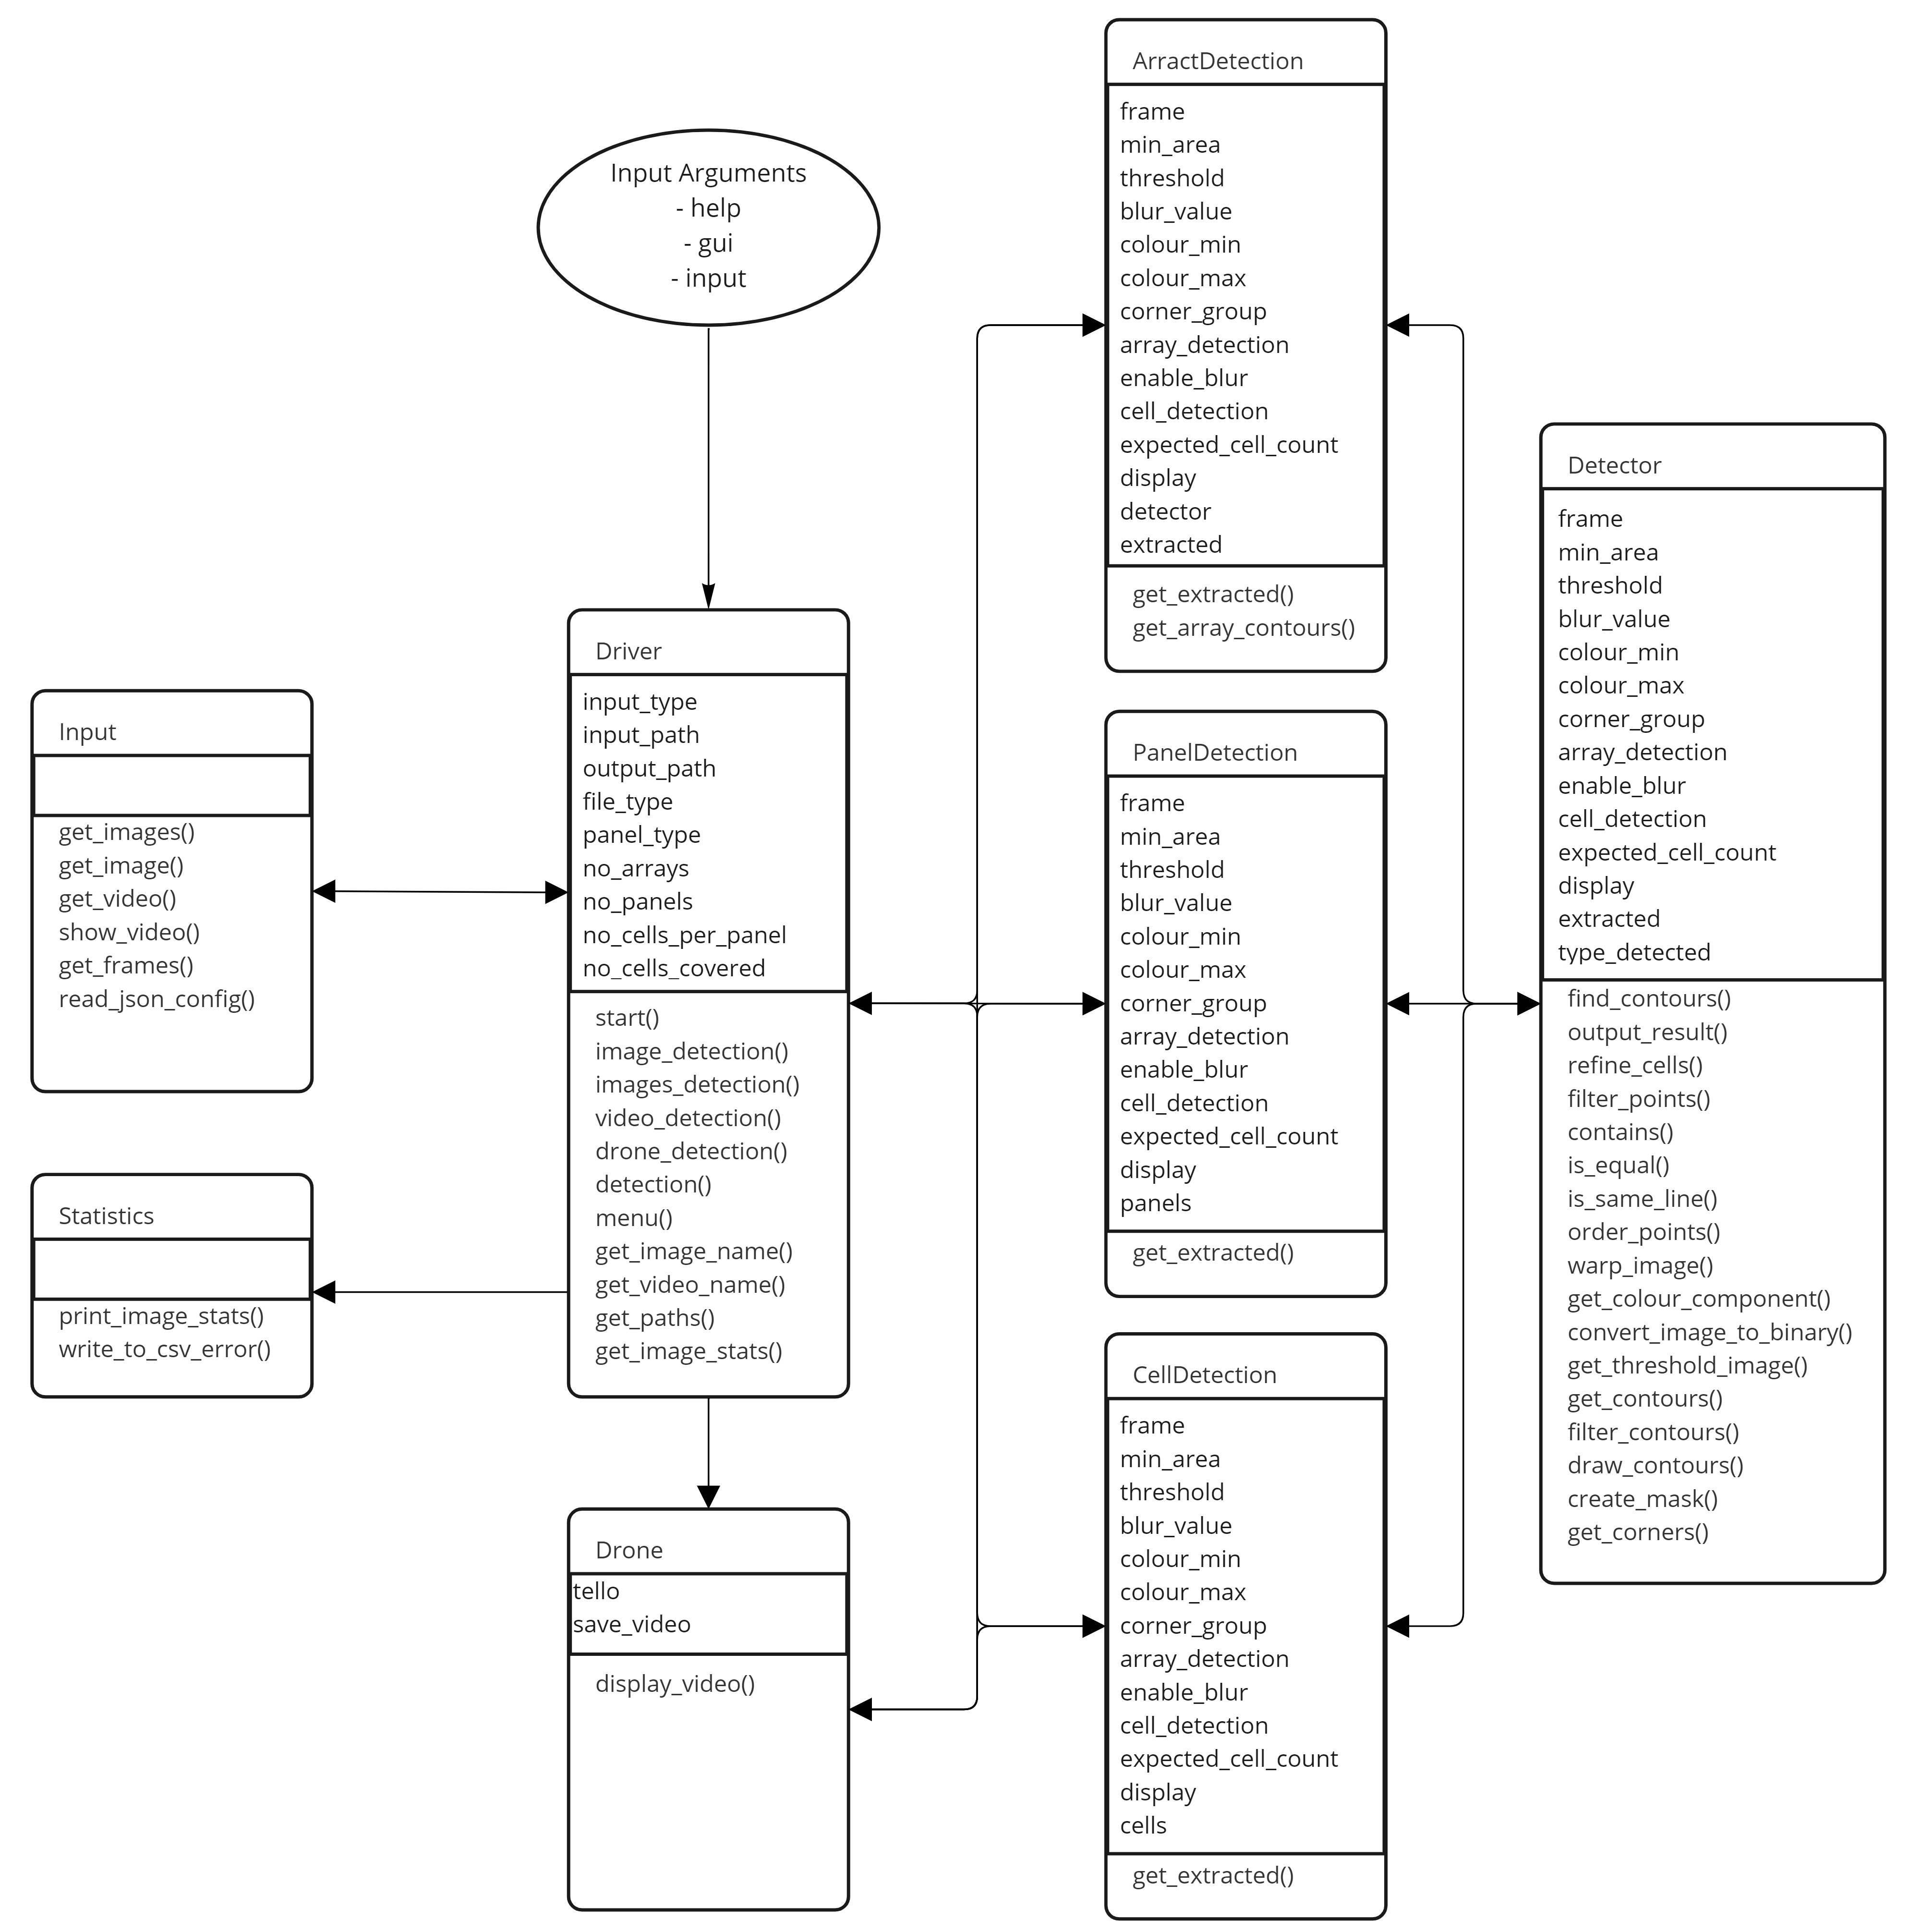 Input Arguments
- help
- gui
- input
Input
get_images()
get_image()
get_video()
show_video()
get_frames()
read_json_config()
Statistics
print_image_stats()
write_to_csv_error()
Driver
input_type
input_path
output_path
file_type
panel_type
no_arrays
no_panels
no_cells_per_panel
no_cells_covered
start()
image_detection()
images_detection()
video_detection()
drone_detection()
detection()
menu()
get_image_name()
get_video_name()
get_paths()
get_image_stats()
Drone
tello
save_video
display_video()
ArractDetection
frame
min_area
threshold
blur_value
colour_min
colour_max
corner_group
array_detection
enable_blur
cell_detection
expected_cell_count
display
detector
extracted
get_extracted()
get_array_contours()
PanelDetection
frame
min_area
threshold
blur_value
colour_min
colour_max
corner_group
array_detection
enable_blur
cell_detection
expected_cell_count
display
panels
get_extracted()
CellDetection
frame
min_area
threshold
blur_value
colour_min
colour_max
corner_group
array_detection
enable_blur
cell_detection
expected_cell_count
display
cells
get_extracted()
Detector
frame
min_area
threshold
blur_value
colour_min
colour_max
corner_group
array_detection
enable_blur
cell_detection
expected_cell_count
display
extracted
type_detected
find_contours()
output_result()
refine_cells()
filter_points()
contains()
is_equal()
is_same_line()
order_points()
warp_image()
get_colour_component()
convert_image_to_binary()
get_threshold_image()
get_contours()
filter_contours()
draw_contours()
create_mask()
get_corners()